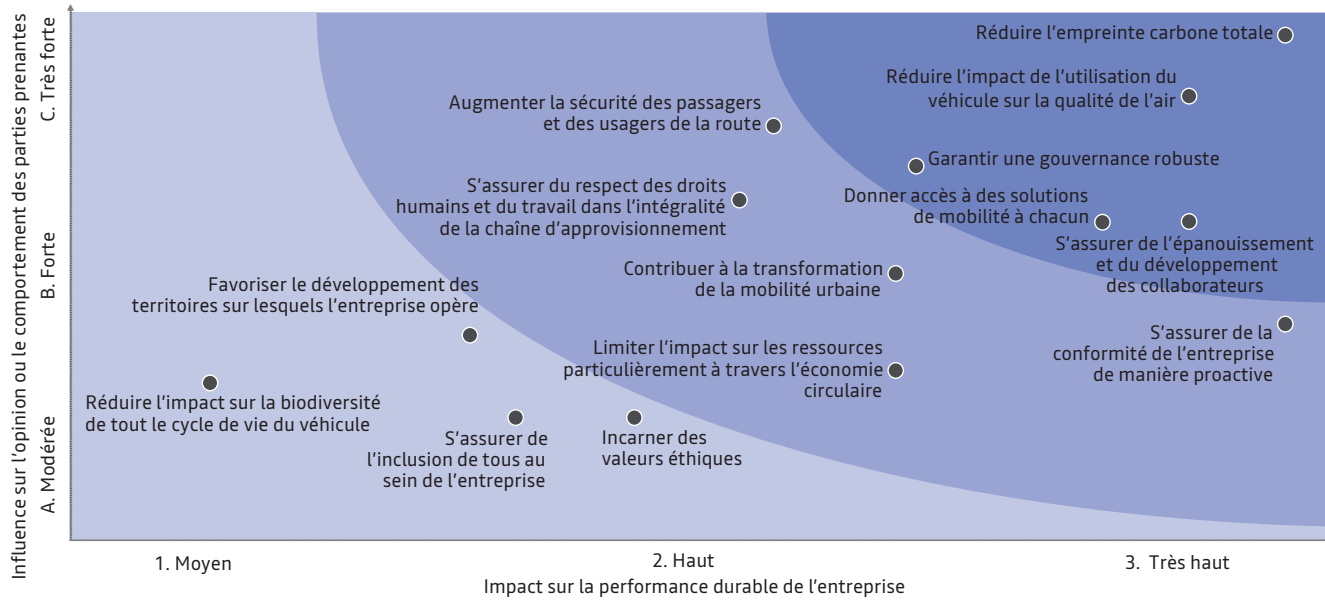 Influence sur l'opinion ou le comportement des parties prenantes
C. Très forte
B. Forte
A. Modérée
Réduire l'empreinte carbone totale
Réduire l'impact de l'utilisation du
véhicule sur la qualité de l'air
Augmenter la sécurité des passagers
et des usagers de la route
Garantir une gouvernance robuste
S'assurer du respect des droits
humains et du travail dans l'intégralité
de la chaîne d'approvisionnement
Donner accès à des solutions
de mobilité à chacun
S'assurer de l'épanouissement
et du développement
des collaborateurs
Contribuer à la transformation
de la mobilité urbaine
Favoriser le développement des
territoires sur lesquels l'entreprise opère
S'assurer de la
conformité de l'entreprise
de manière proactive
Limiter l'impact sur les ressources
particulièrement à travers l'économie
circulaire
Réduire l'impact sur la biodiversité
de tout le cycle de vie du véhicule
S'assurer de
l'inclusion de tous au
sein de l'entreprise
Incarner des
valeurs éthiques
1. Moyen
2. Haut
3. Très haut
Impact sur la performance durable de l'entreprise